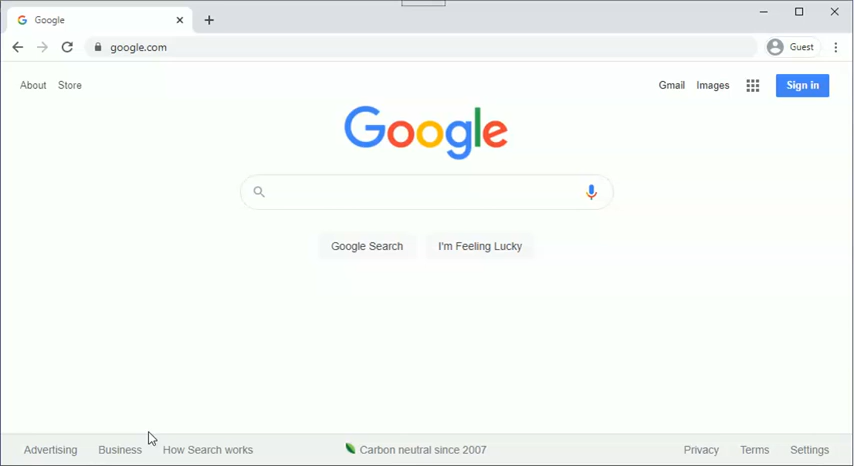 Google
google.com
Guest
About Store
Gmail Images Sign in
Google
Google Search I'm Feeling Lucky
Advertising Business How Search works Carbon neutral since 2007 Privacy Terms Settings